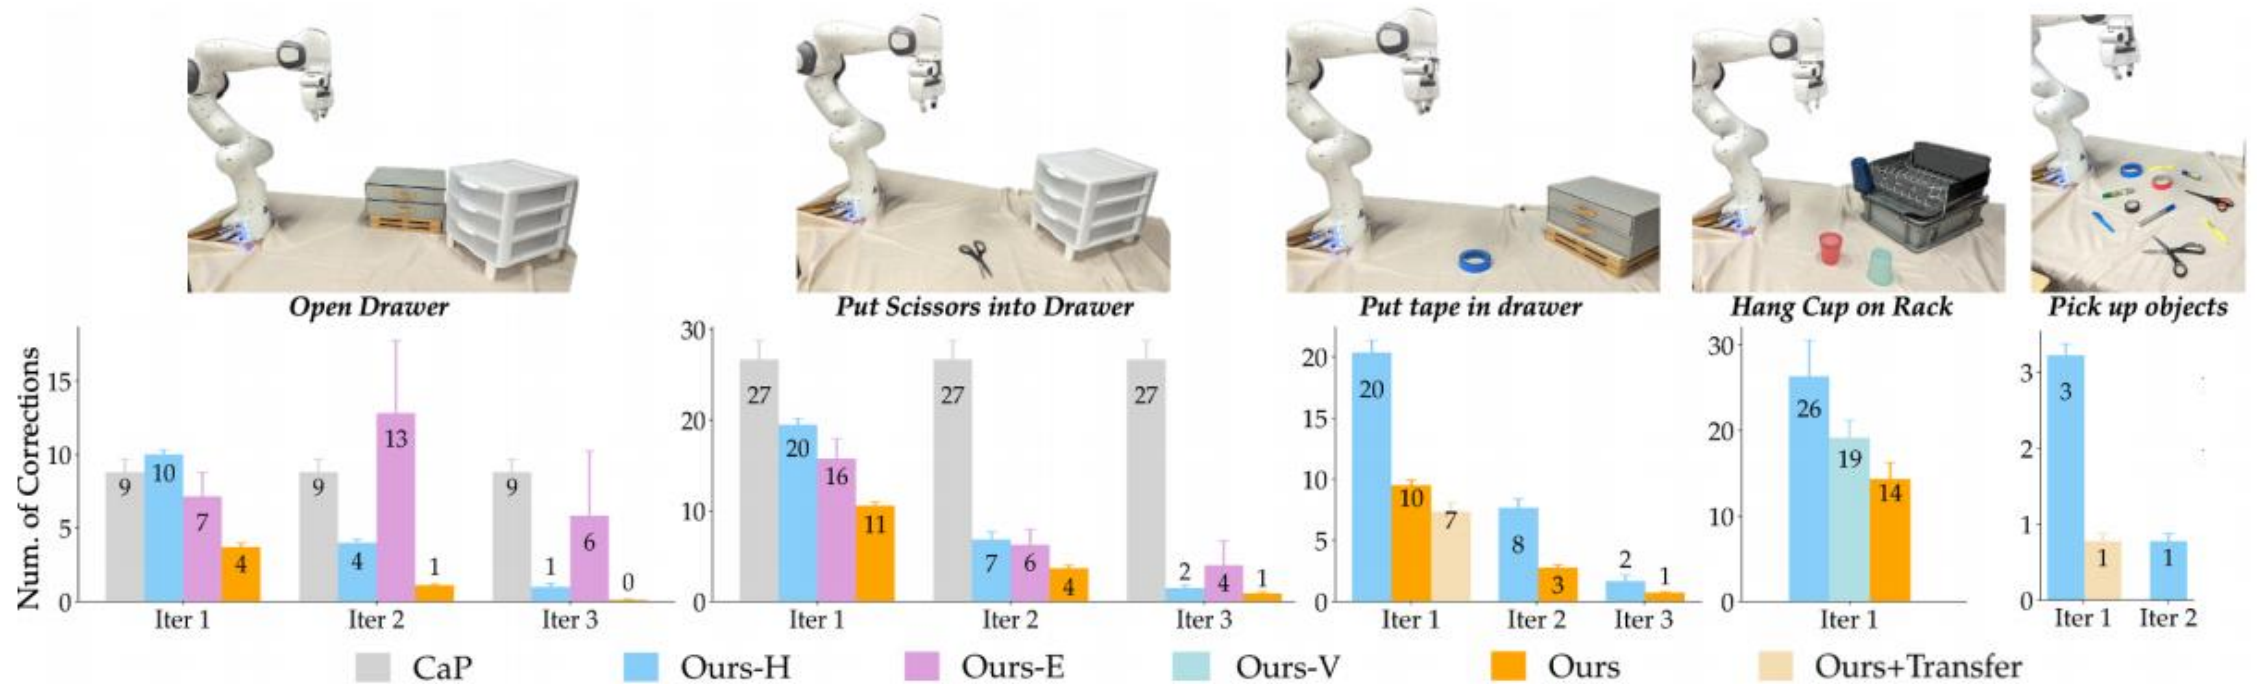 Open Drawer
Put Scissors into Drawer
Put tape in drawer
Hang Cup on Rack
Pick up objects
Num. of Corrections
15
10
5
0
9
10
7
4
9
4
13
1
9
1
6
0
Iter 1
Iter 2
Iter 3
30
20
10
0
27
20
16
11
27
7
6
4
27
2
4
1
Iter 1
Iter 2
Iter 3
20
15
10
5
0
20
10
7
8
3
2
1
Iter 1
Iter 2
Iter 3
30
20
10
0
26
19
14
Iter 1
3
2
1
0
3
1
1
Iter 1
Iter 2
CaP
Ours-H
Ours-E
Ours-V
Ours
Ours+Transfer